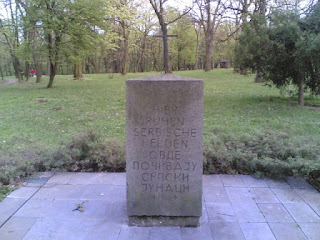 HIER
RUHEN
SERBISCHE
HELDEN
ОВДЕ
ПОЧИВАЈУ
СРПСКИ
ЈУНАЦИ